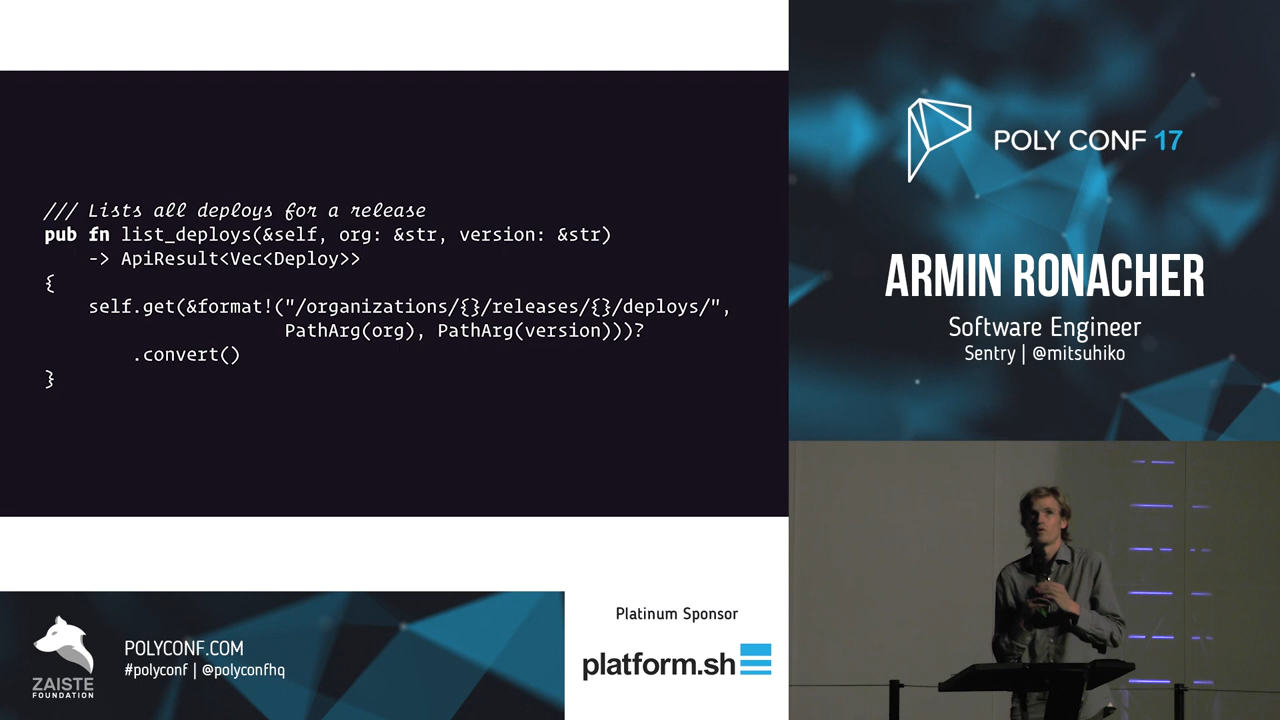 /// Lists all deploys for a release
pub fn list_deploys(&self, org: &str, version: &str)
    -> ApiResult<Vec<Deploy>>
{
    self.get(&format!("/organizations/{}/releases/{}/deploys/",
                      PathArg(org), PathArg(version)))?
        .convert()
}
POLY CONF 17
ARMIN RONACHER
Software Engineer
Sentry | @mitsuhiko
ZAISTE
FOUNDATION
POLYCONF.COM
#polyconf | @polyconfhq
Platinum Sponsor
platform.sh